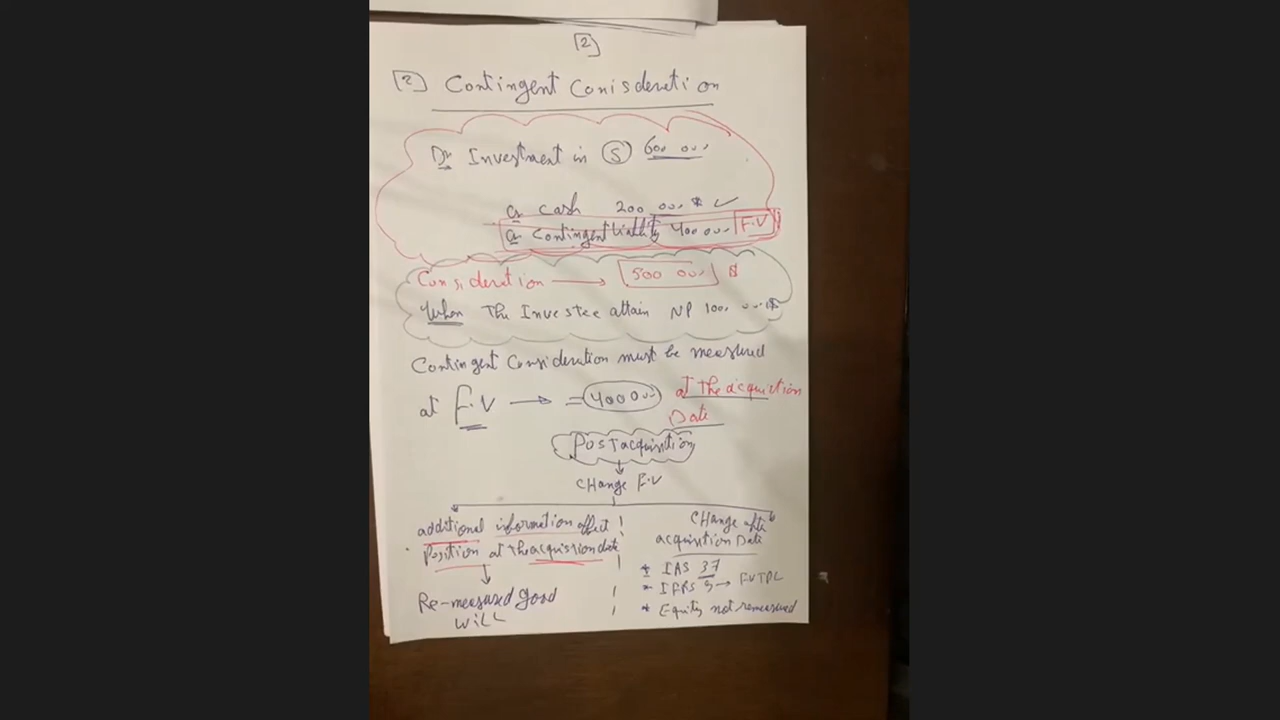 [2]
[2] Contingent Conisderation
Dr Investment in (S) 600 000
Cr Cash 200 000 $ ✓
Cr Contingent liability 400 000 F.V
Consideration → 500 000 $
When The Investee attain NP 100 000 $
Contingent Consideration must be measured
at F.V → = 400 000 at The acquistion
Date
Post acquisition
CHange F.V
additional information affect
Position at The acquission date
Re-measured good
will
CHange after
acquisition Date
* IAS 37
* IFRS 9 → FVTPL
* Equity not remeasured